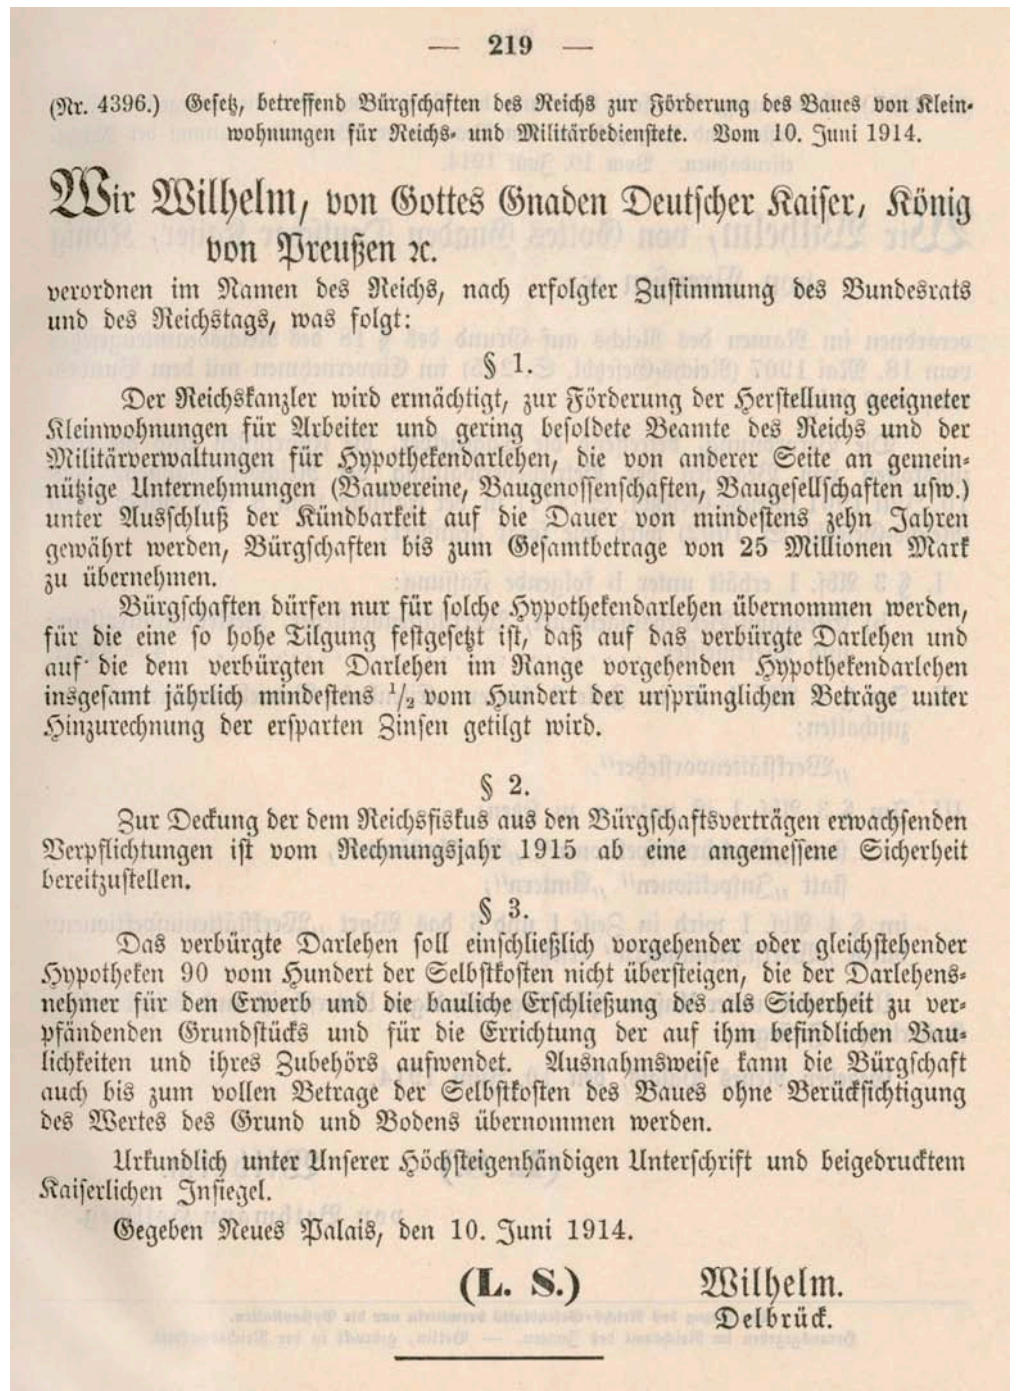 — 219 —
(Nr. 4396.) Gesetz, betreffend Bürgschaften des Reichs zur Förderung des Baues von Klein-
wohnungen für Reichs- und Militärbedienstete. Vom 10. Juni 1914.
Wir Wilhelm, von Gottes Gnaden Deutscher Kaiser, König
von Preußen ꝛc.
verordnen im Namen des Reichs, nach erfolgter Zustimmung des Bundesrats
und des Reichstags, was folgt:
§ 1.
Der Reichskanzler wird ermächtigt, zur Förderung der Herstellung geeigneter
Kleinwohnungen für Arbeiter und gering besoldete Beamte des Reichs und der
Militärverwaltungen für Hypothekendarlehen, die von anderer Seite an gemein-
nützige Unternehmungen (Bauvereine, Baugenossenschaften, Baugesellschaften usw.)
unter Ausschluß der Kündbarkeit auf die Dauer von mindestens zehn Jahren
gewährt werden, Bürgschaften bis zum Gesamtbetrage von 25 Millionen Mark
zu übernehmen.
Bürgschaften dürfen nur für solche Hypothekendarlehen übernommen werden,
für die eine so hohe Tilgung festgesetzt ist, daß auf das verbürgte Darlehen und
auf die dem verbürgten Darlehen im Range vorgehenden Hypothekendarlehen
insgesamt jährlich mindestens 1/2 vom Hundert der ursprünglichen Beträge unter
Hinzurechnung der ersparten Zinsen getilgt wird.
§ 2.
Zur Deckung der dem Reichsfiskus aus den Bürgschaftsverträgen erwachsenden
Verpflichtungen ist vom Rechnungsjahr 1915 ab eine angemessene Sicherheit
bereitzustellen.
§ 3.
Das verbürgte Darlehen soll einschließlich vorgehender oder gleichstehender
Hypotheken 90 vom Hundert der Selbstkosten nicht übersteigen, die der Darlehens-
nehmer für den Erwerb und die bauliche Erschließung des als Sicherheit zu ver-
pfändenden Grundstücks und für die Errichtung der auf ihm befindlichen Bau-
lichkeiten und ihres Zubehörs aufwendet. Ausnahmsweise kann die Bürgschaft
auch bis zum vollen Betrage der Selbstkosten des Baues ohne Berücksichtigung
des Wertes des Grund und Bodens übernommen werden.
Urkundlich unter Unserer Höchsteigenhändigen Unterschrift und beigedrucktem
Kaiserlichen Insiegel.
Gegeben Neues Palais, den 10. Juni 1914.
(L. S.) Wilhelm.
Delbrück.